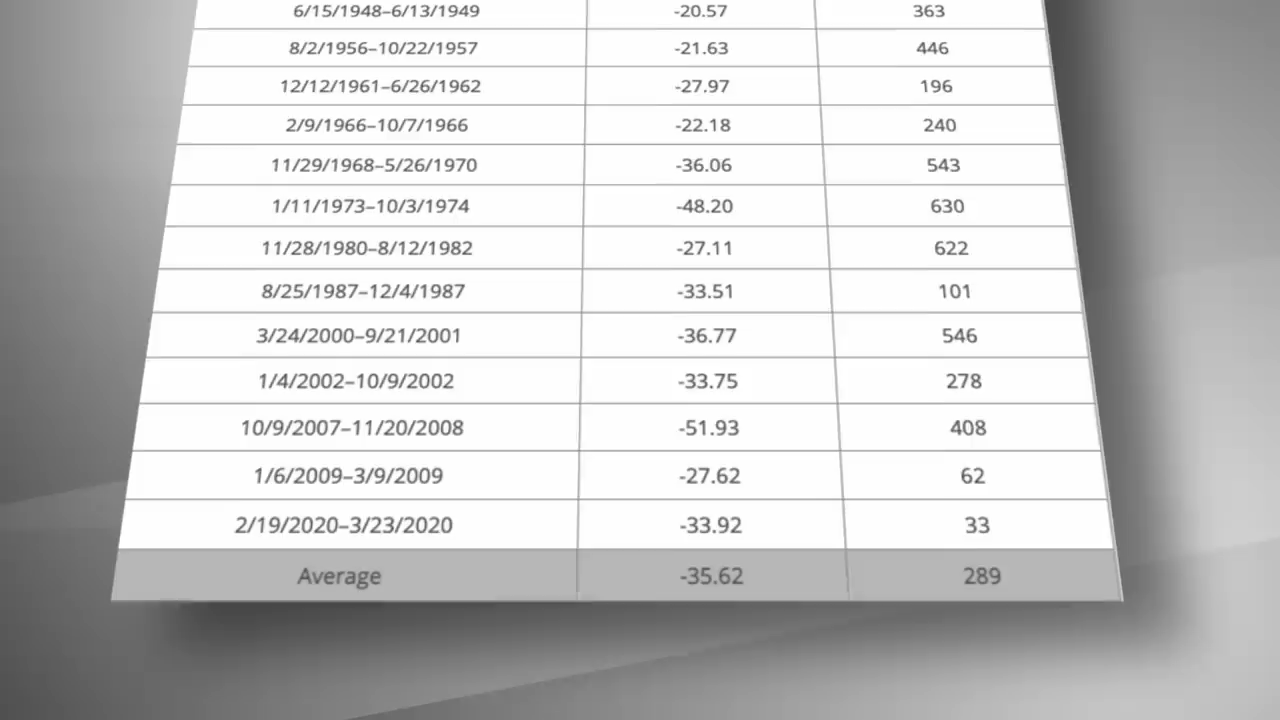 6/15/1948–6/13/1949 -20.57 363
8/2/1956–10/22/1957 -21.63 446
12/12/1961–6/26/1962 -27.97 196
2/9/1966–10/7/1966 -22.18 240
11/29/1968–5/26/1970 -36.06 543
1/11/1973–10/3/1974 -48.20 630
11/28/1980–8/12/1982 -27.11 622
8/25/1987–12/4/1987 -33.51 101
3/24/2000–9/21/2001 -36.77 546
1/4/2002–10/9/2002 -33.75 278
10/9/2007–11/20/2008 -51.93 408
1/6/2009–3/9/2009 -27.62 62
2/19/2020–3/23/2020 -33.92 33
Average -35.62 289